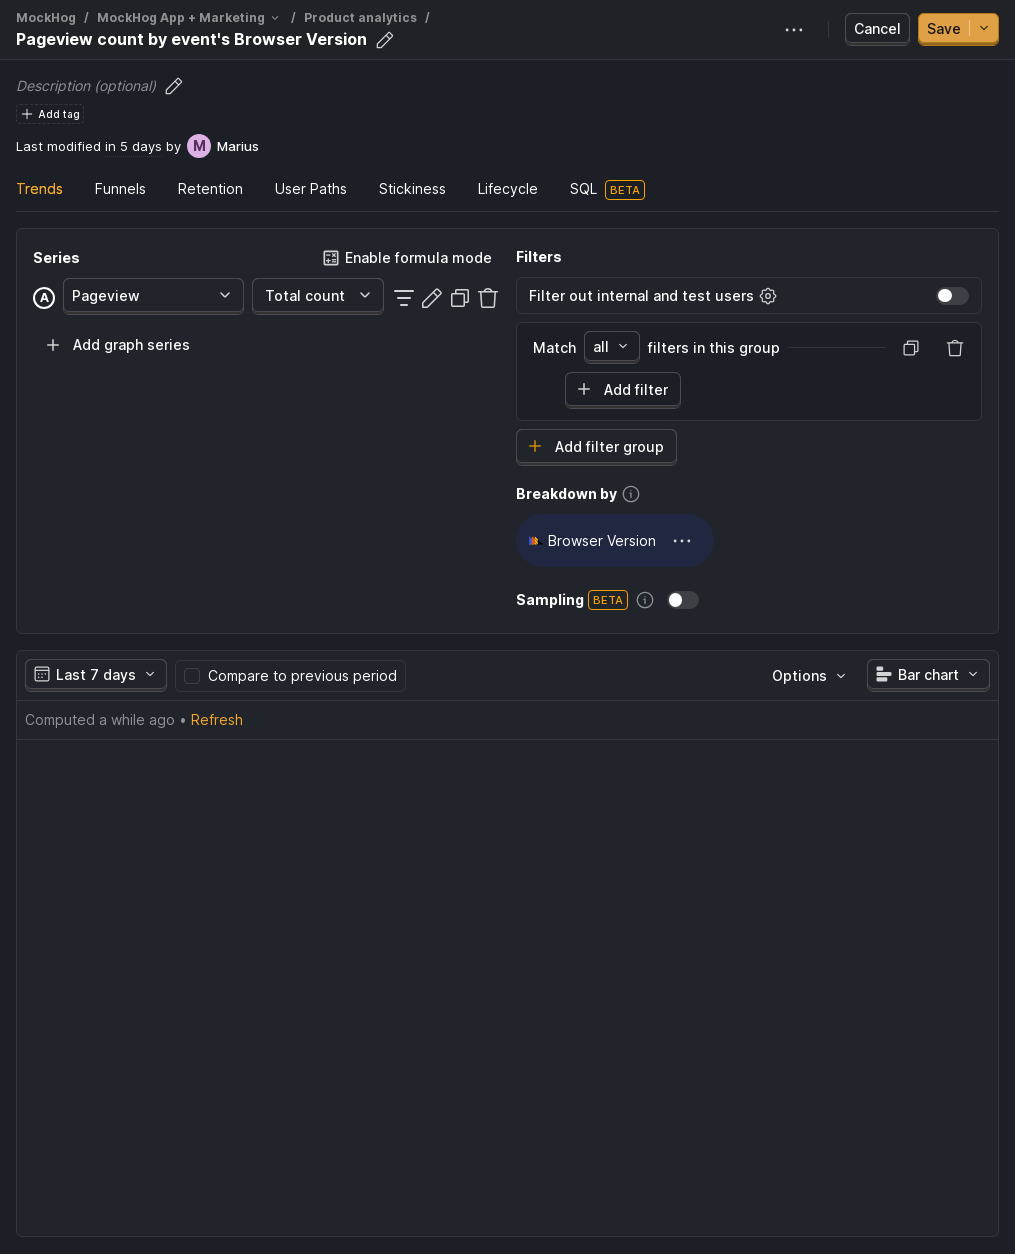 MockHog / MockHog App + Marketing / Product analytics /
Pageview count by event's Browser Version
Cancel
Save
Description (optional)
Add tag
Last modified in 5 days by M Marius
Trends Funnels Retention User Paths Stickiness Lifecycle SQL BETA
Series
Enable formula mode
A Pageview Total count
Add graph series
Filters
Filter out internal and test users
Match all filters in this group
Add filter
Add filter group
Breakdown by
Browser Version
Sampling BETA
Last 7 days Compare to previous period Options Bar chart
Computed a while ago • Refresh